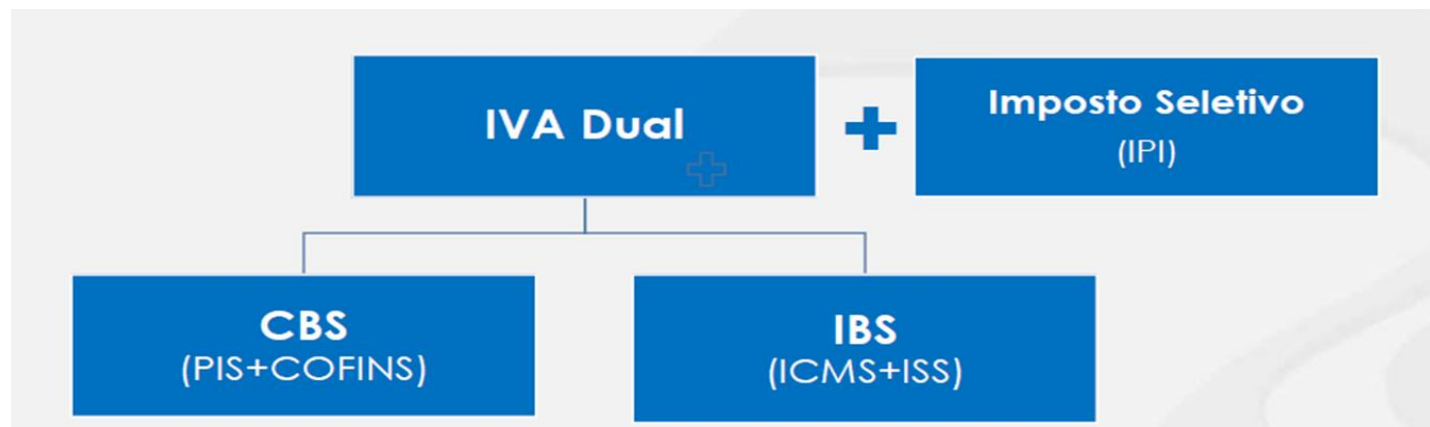 IVA Dual
Imposto Seletivo
(IPI)
CBS
(PIS+COFINS)
IBS
(ICMS+ISS)